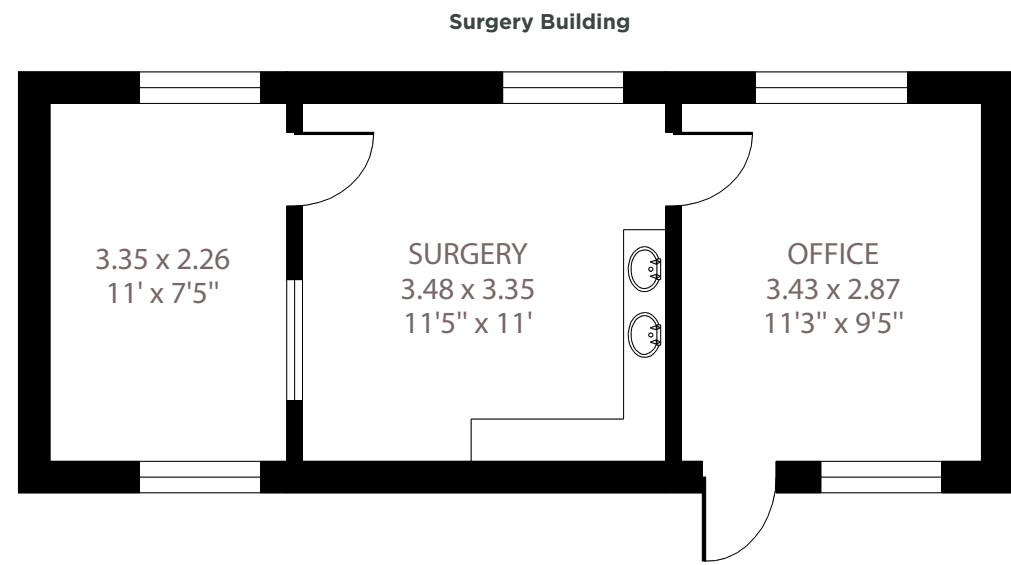 Surgery Building
3.35 x 2.26
11' x 7'5"
SURGERY
3.48 x 3.35
11'5" x 11'
OFFICE
3.43 x 2.87
11'3" x 9'5"